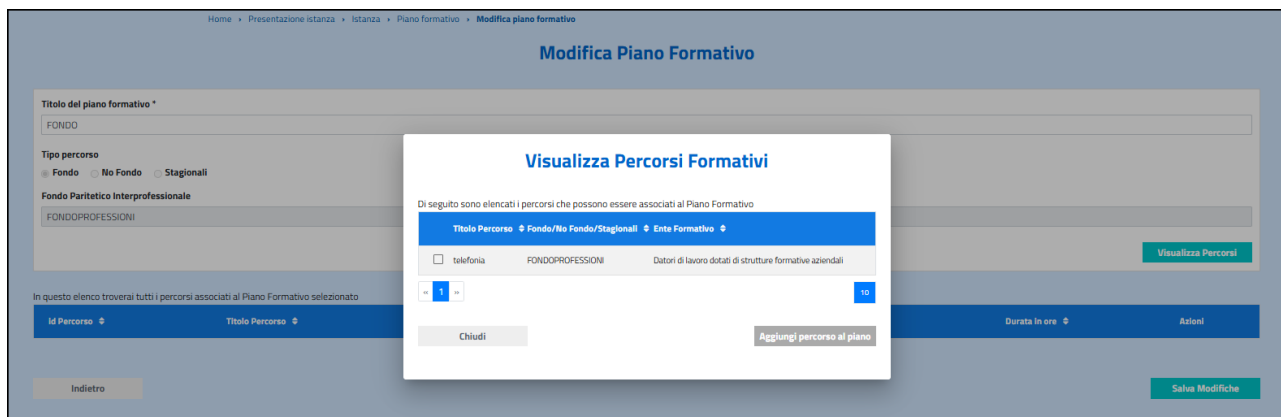 Home › Presentazione istanza › Istanza › Piano formativo › Modifica piano formativo
Modifica Piano Formativo
Titolo del piano formativo *
FONDO
Tipo percorso
Fondo No Fondo Stagionali
Fondo Paritetico Interprofessionale
FONDOPROFESSIONI
Visualizza Percorsi
In questo elenco troverai tutti i percorsi associati al Piano Formativo selezionato
Id Percorso Titolo Percorso Durata in ore Azioni
Indietro
Salva Modifiche
Visualizza Percorsi Formativi
Di seguito sono elencati i percorsi che possono essere associati al Piano Formativo
Titolo Percorso Fondo/No Fondo/Stagionali Ente Formativo
telefonia FONDOPROFESSIONI Datori di lavoro dotati di strutture formative aziendali
« 1 » 10
Chiudi
Aggiungi percorso al piano